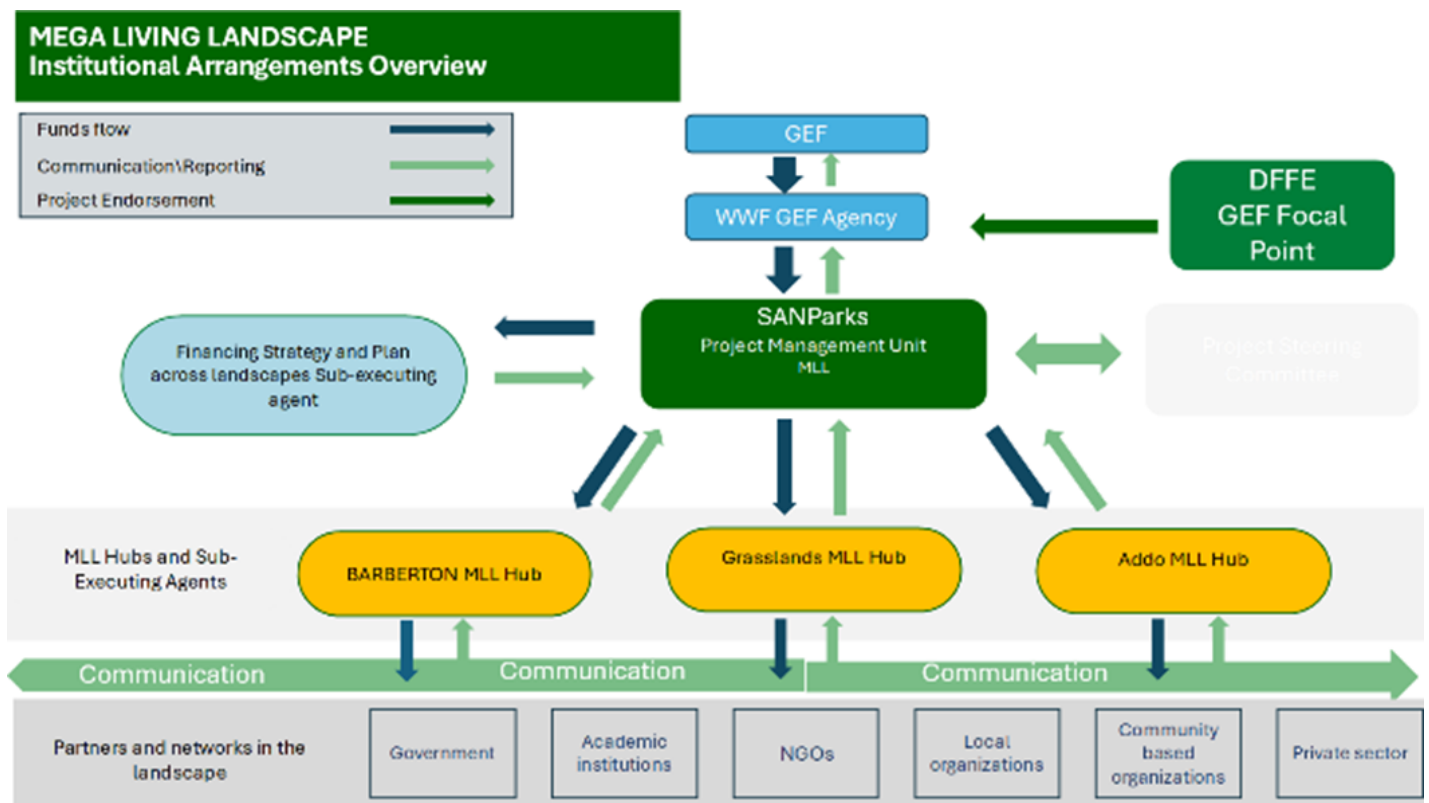 MEGA LIVING LANDSCAPE
Institutional Arrangements Overview
Funds flow
Communication\Reporting
Project Endorsement
GEF
WWF GEF Agency
DFFE
GEF Focal
Point
SANParks
Project Management Unit
MLL
Project Steering
Committee
Financing Strategy and Plan
across landscapes Sub-executing
agent
MLL Hubs and Sub-
Executing Agents
BARBERTON MLL Hub
Grasslands MLL Hub
Addo MLL Hub
Communication
Communication
Communication
Partners and networks in the
landscape
Government
Academic
institutions
NGOs
Local
organizations
Community
based
organizations
Private sector